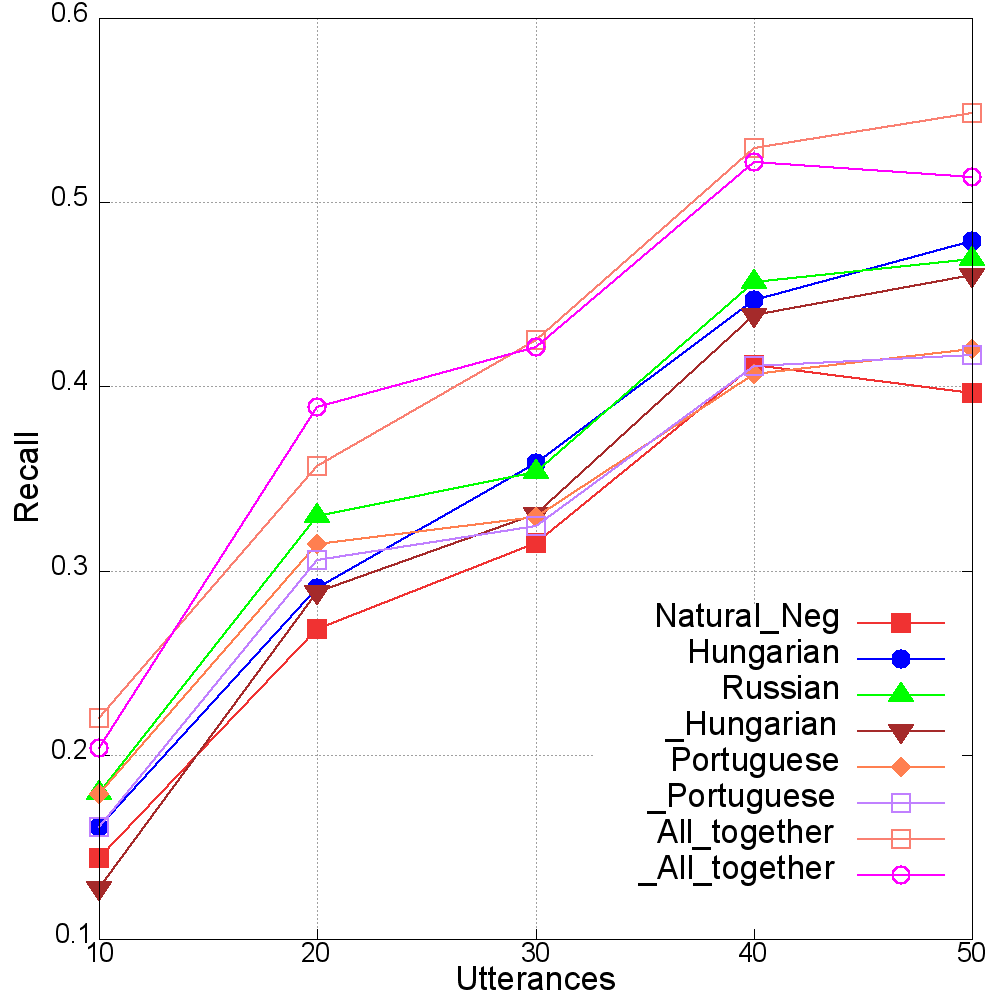 0.6
0.5
0.4
0.3
0.2
0.1
Recall
Natural_Neg
Hungarian
Russian
_Hungarian
Portuguese
_Portuguese
All_together
_All_together
10 20 30 40 50
Utterances